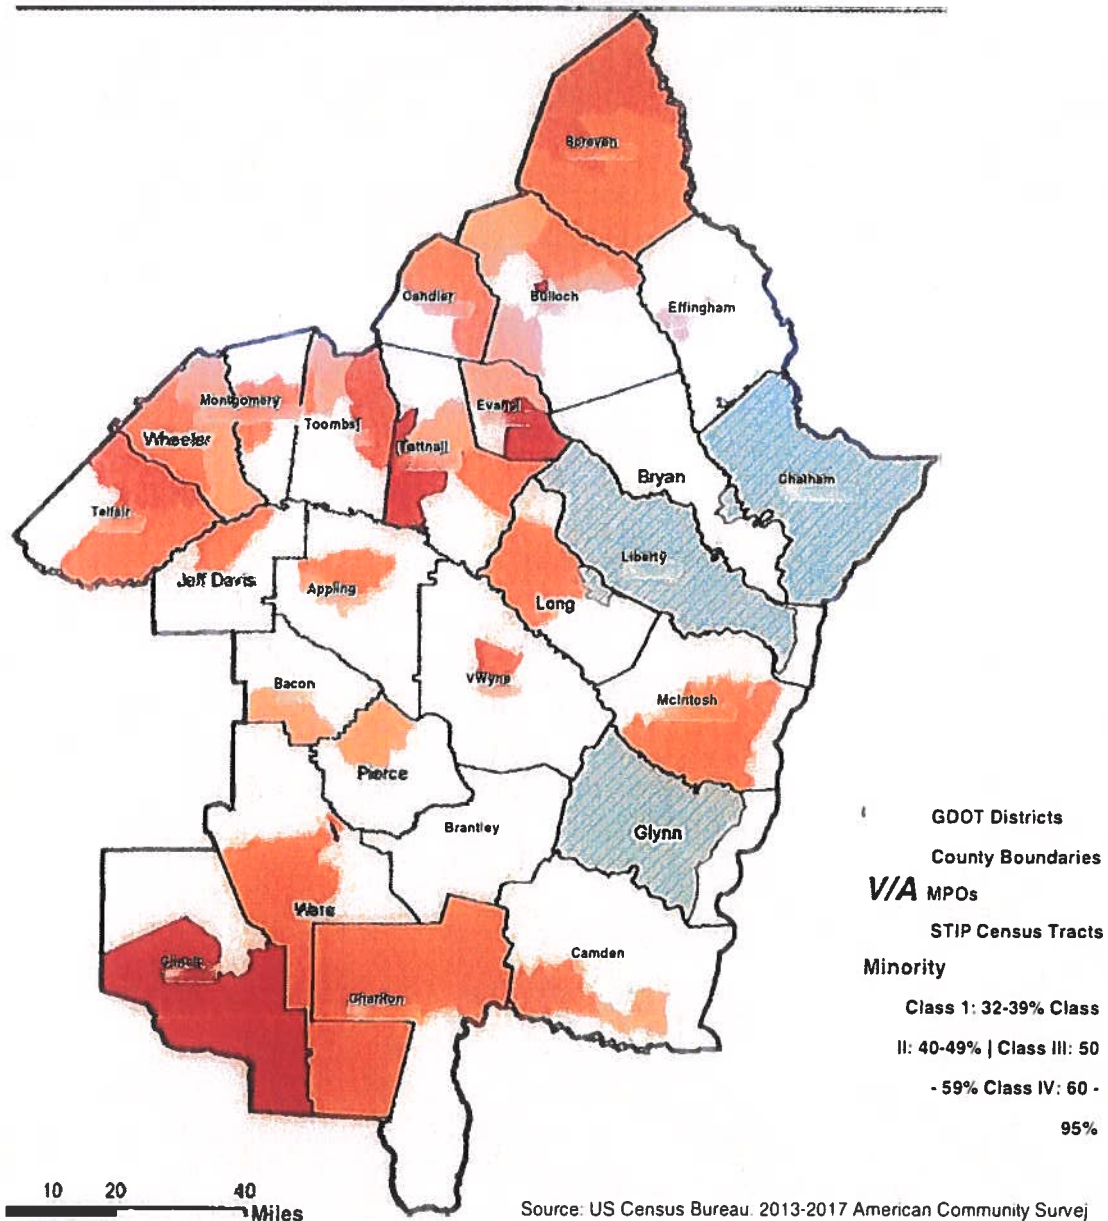 Screven
Candler
Bulloch
Effingham
Montgomery
Toombs
Evans
Wheeler
Tattnall
Bryan
Chatham
Telfair
Liberty
Jeff Davis
Appling
Long
Bacon
VWyne
McIntosh
Pierce
Brantley
Glynn
GDOT Districts
County Boundaries
V/A MPOs
STIP Census Tracts
Ware
Camden
Minority
Clinch
Charlton
Class 1: 32-39% Class
II: 40-49% | Class III: 50
- 59% Class IV: 60 -
95%
10 20 40
Miles
Source: US Census Bureau. 2013-2017 American Community Survej